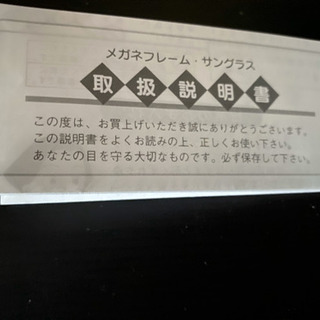 メガネフレーム・サングラス
取扱説明書
この度は、お買上げいただき誠にありがとうございます。
この説明書をよくお読みの上、正しくお使い下さい。
あなたの目を守る大切なものです。必ず保存して下さい。